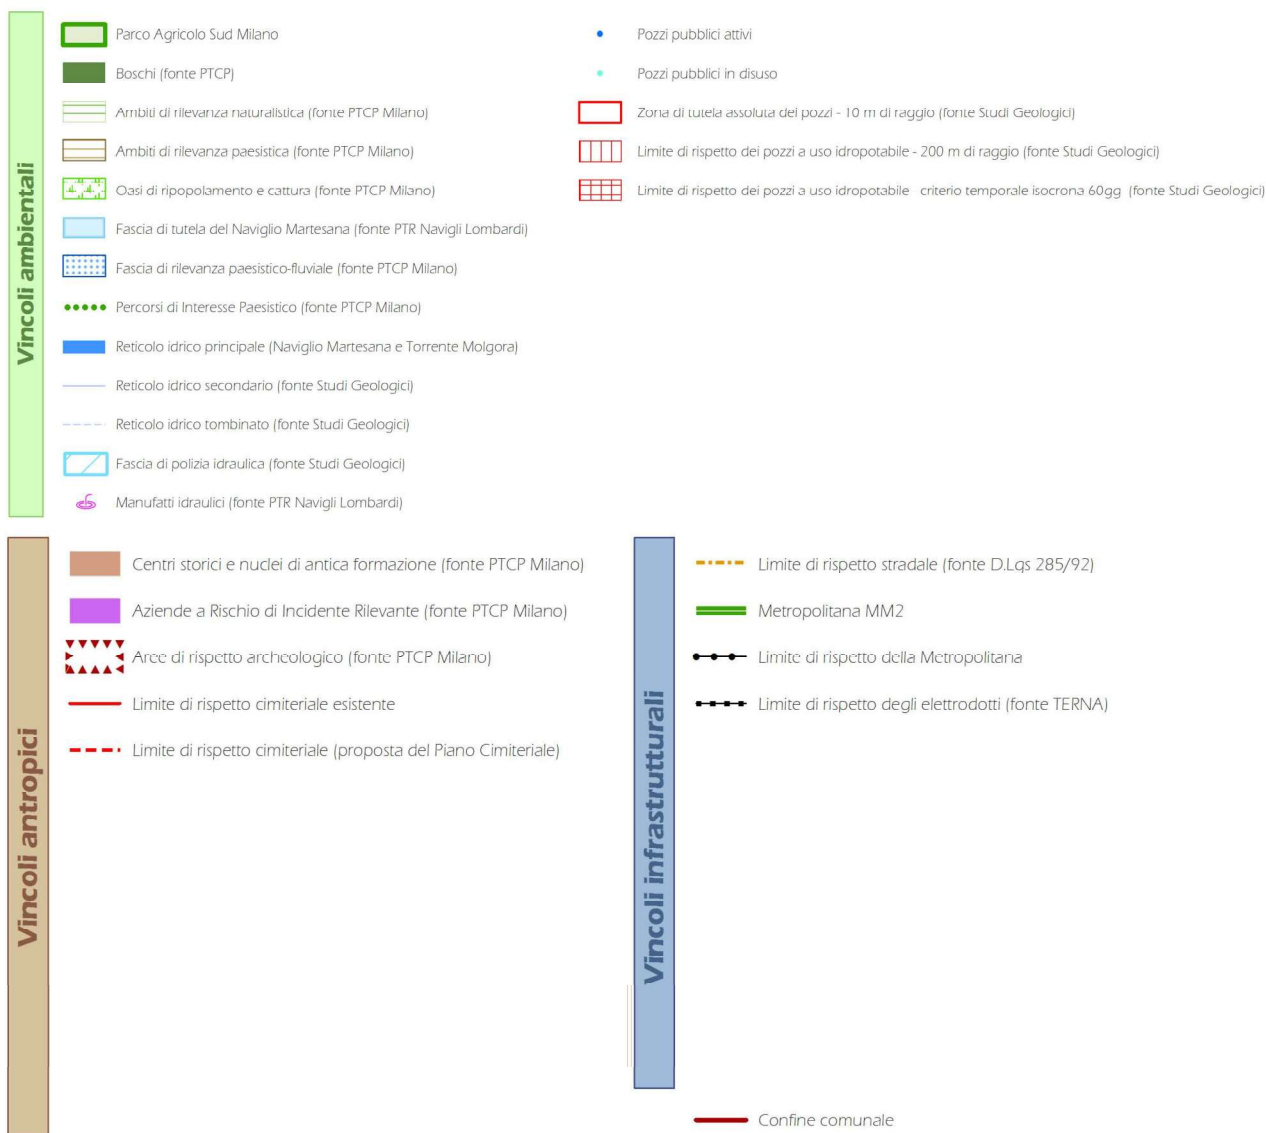 Vincoli ambientali
Parco Agricolo Sud Milano
Boschi (fonte PTCP)
Ambiti di rilevanza naturalistica (fonte PTCP Milano)
Ambiti di rilevanza paesistica (fonte PTCP Milano)
Oasi di ripopolamento e cattura (fonte PTCP Milano)
Fascia di tutela del Naviglio Martesana (fonte PTR Navigli Lombardi)
Fascia di rilevanza paesistico-fluviale (fonte PTCP Milano)
Percorsi di Interesse Paesistico (fonte PTCP Milano)
Reticolo idrico principale (Naviglio Martesana e Torrente Molgora)
Reticolo idrico secondario (fonte Studi Geologici)
Reticolo idrico tombinato (fonte Studi Geologici)
Fascia di polizia idraulica (fonte Studi Geologici)
Manufatti idraulici (fonte PTR Navigli Lombardi)
Pozzi pubblici attivi
Pozzi pubblici in disuso
Zona di tutela assoluta dei pozzi - 10 m di raggio (fonte Studi Geologici)
Limite di rispetto dei pozzi a uso idropotabile - 200 m di raggio (fonte Studi Geologici)
Limite di rispetto dei pozzi a uso idropotabile - criterio temporale isocrona 60gg (fonte Studi Geologici)
Vincoli antropici
Centri storici e nuclei di antica formazione (fonte PTCP Milano)
Aziende a Rischio di Incidente Rilevante (fonte PTCP Milano)
Aree di rispetto archeologico (fonte PTCP Milano)
Limite di rispetto cimiteriale esistente
Limite di rispetto cimiteriale (proposta del Piano Cimiteriale)
Vincoli infrastrutturali
Limite di rispetto stradale (fonte D.Lgs 285/92)
Metropolitana MM2
Limite di rispetto della Metropolitana
Limite di rispetto degli elettrodotti (fonte TERNA)
Confine comunale